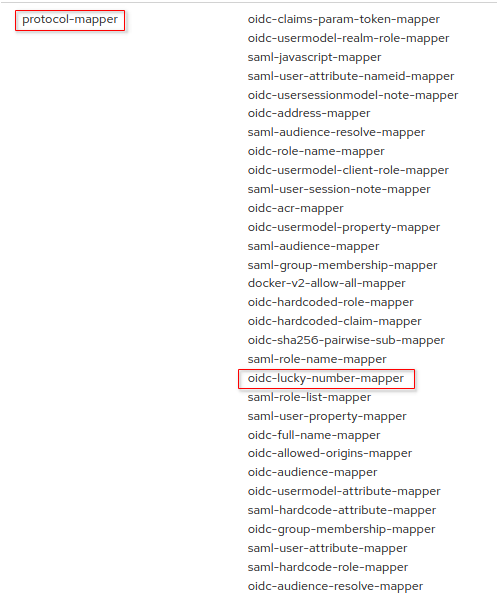 protocol-mapper
oidc-claims-param-token-mapper
oidc-usermodel-realm-role-mapper
saml-javascript-mapper
saml-user-attribute-nameid-mapper
oidc-usersessionmodel-note-mapper
oidc-address-mapper
saml-audience-resolve-mapper
oidc-role-name-mapper
oidc-usermodel-client-role-mapper
saml-user-session-note-mapper
oidc-acr-mapper
oidc-usermodel-property-mapper
saml-audience-mapper
saml-group-membership-mapper
docker-v2-allow-all-mapper
oidc-hardcoded-role-mapper
oidc-hardcoded-claim-mapper
oidc-sha256-pairwise-sub-mapper
saml-role-name-mapper
oidc-lucky-number-mapper
saml-role-list-mapper
saml-user-property-mapper
oidc-full-name-mapper
oidc-allowed-origins-mapper
oidc-audience-mapper
oidc-usermodel-attribute-mapper
saml-hardcode-attribute-mapper
oidc-group-membership-mapper
saml-user-attribute-mapper
saml-hardcode-role-mapper
oidc-audience-resolve-mapper